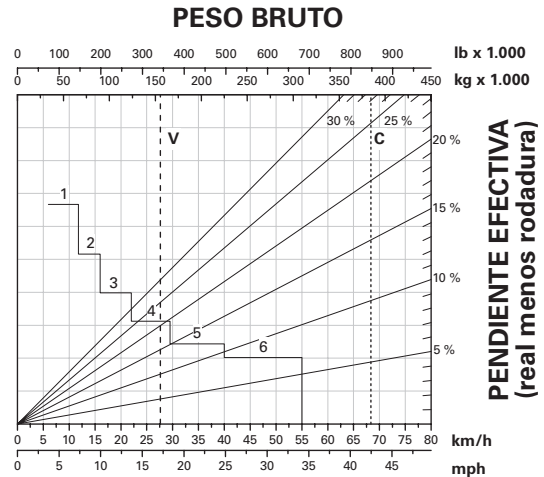 PESO BRUTO
0 100 200 300 400 500 600 700 800 900 lb x 1.000
0 50 100 150 200 250 300 350 400 450 kg x 1.000
30 % 25 %
V C
20 %
15 %
10 %
5 %
1
2
3
4
5
6
PENDIENTE EFECTIVA
(real menos rodadura)
0 5 10 15 20 25 30 35 40 45 50 55 60 65 70 75 80 km/h
0 5 10 15 20 25 30 35 40 45 mph